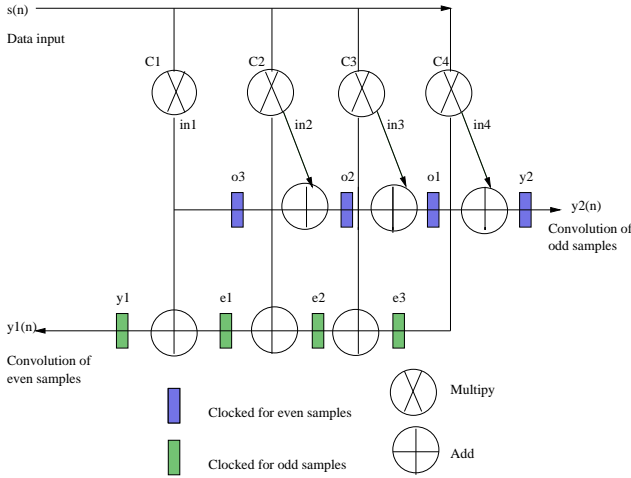 s(n)
Data input
C1
C2
C3
C4
in1
in2
in3
in4
o3
o2
o1
y2
y2(n)
Convolution of
odd samples
y1
e1
e2
e3
y1(n)
Convolution of
even samples
Clocked for even samples
Multipy
Clocked for odd samples
Add